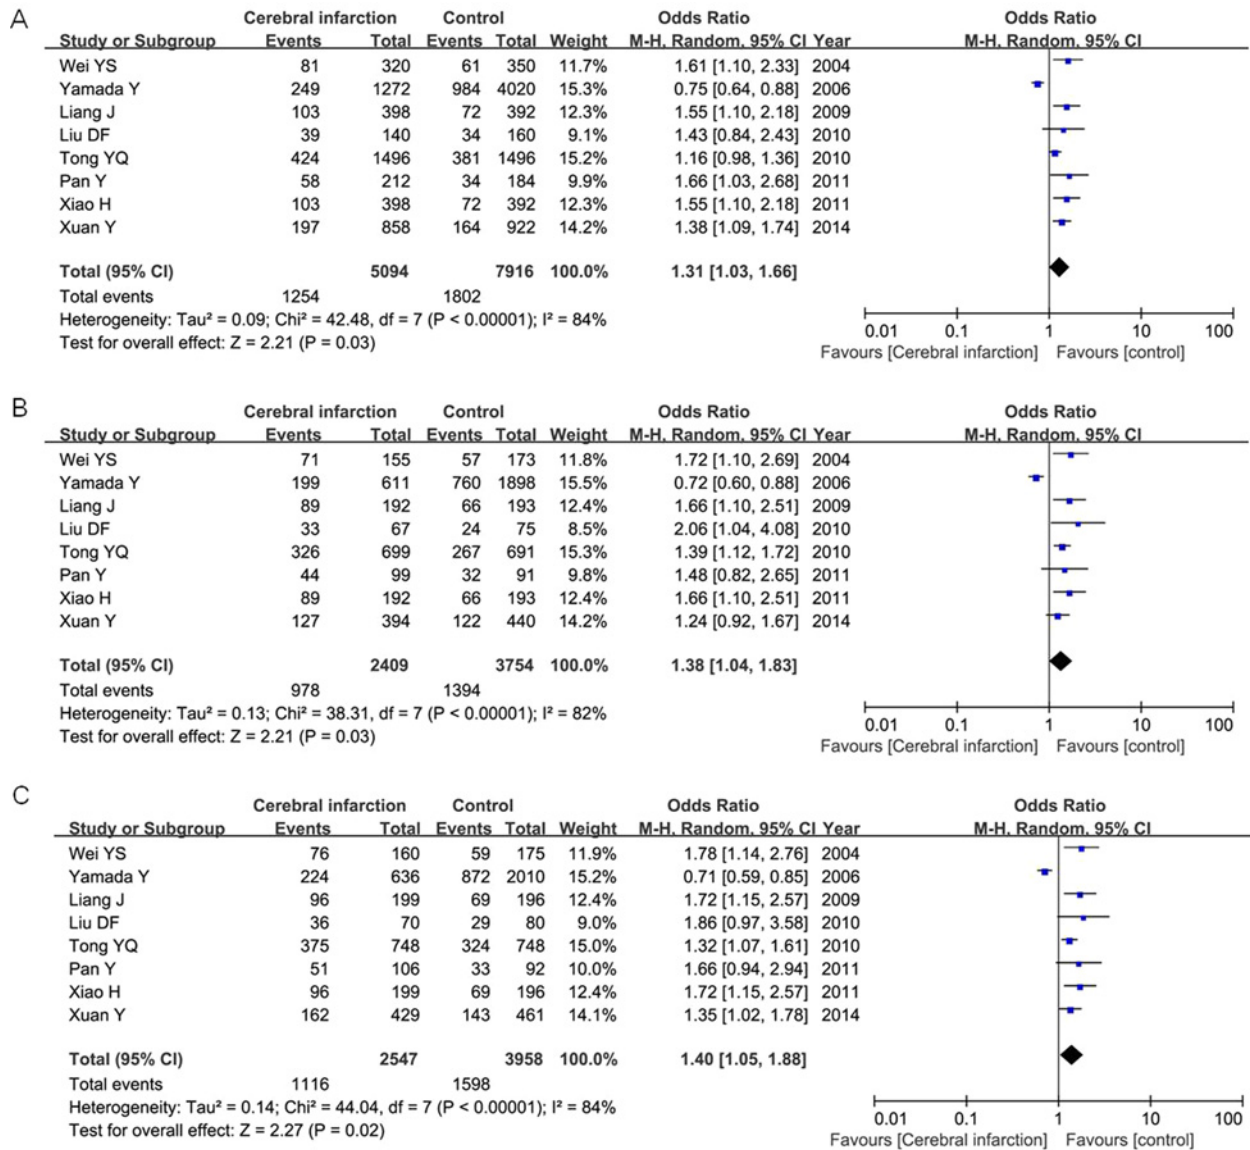 A
Cerebral infarction Control Odds Ratio Odds Ratio
Study or Subgroup Events Total Events Total Weight M-H, Random, 95% CI Year M-H, Random, 95% CI
Wei YS 81 320 61 350 11.7% 1.61 [1.10, 2.33] 2004
Yamada Y 249 1272 984 4020 15.3% 0.75 [0.64, 0.88] 2006
Liang J 103 398 72 392 12.3% 1.55 [1.10, 2.18] 2009
Liu DF 39 140 34 160 9.1% 1.43 [0.84, 2.43] 2010
Tong YQ 424 1496 381 1496 15.2% 1.16 [0.98, 1.36] 2010
Pan Y 58 212 34 184 9.9% 1.66 [1.03, 2.68] 2011
Xiao H 103 398 72 392 12.3% 1.55 [1.10, 2.18] 2011
Xuan Y 197 858 164 922 14.2% 1.38 [1.09, 1.74] 2014
Total (95% CI) 5094 7916 100.0% 1.31 [1.03, 1.66]
Total events 1254 1802
Heterogeneity: Tau² = 0.09; Chi² = 42.48, df = 7 (P < 0.00001); I² = 84%
Test for overall effect: Z = 2.21 (P = 0.03)
0.01 0.1 1 10 100
Favours [Cerebral infarction] Favours [control]
B
Cerebral infarction Control Odds Ratio Odds Ratio
Study or Subgroup Events Total Events Total Weight M-H, Random, 95% CI Year M-H, Random, 95% CI
Wei YS 71 155 57 173 11.8% 1.72 [1.10, 2.69] 2004
Yamada Y 199 611 760 1898 15.5% 0.72 [0.60, 0.88] 2006
Liang J 89 192 66 193 12.4% 1.66 [1.10, 2.51] 2009
Liu DF 33 67 24 75 8.5% 2.06 [1.04, 4.08] 2010
Tong YQ 326 699 267 691 15.3% 1.39 [1.12, 1.72] 2010
Pan Y 44 99 32 91 9.8% 1.48 [0.82, 2.65] 2011
Xiao H 89 192 66 193 12.4% 1.66 [1.10, 2.51] 2011
Xuan Y 127 394 122 440 14.2% 1.24 [0.92, 1.67] 2014
Total (95% CI) 2409 3754 100.0% 1.38 [1.04, 1.83]
Total events 978 1394
Heterogeneity: Tau² = 0.13; Chi² = 38.31, df = 7 (P < 0.00001); I² = 82%
Test for overall effect: Z = 2.21 (P = 0.03)
0.01 0.1 1 10 100
Favours [Cerebral infarction] Favours [control]
C
Cerebral infarction Control Odds Ratio Odds Ratio
Study or Subgroup Events Total Events Total Weight M-H, Random, 95% CI Year M-H, Random, 95% CI
Wei YS 76 160 59 175 11.9% 1.78 [1.14, 2.76] 2004
Yamada Y 224 636 872 2010 15.2% 0.71 [0.59, 0.85] 2006
Liang J 96 199 69 196 12.4% 1.72 [1.15, 2.57] 2009
Liu DF 36 70 29 80 9.0% 1.86 [0.97, 3.58] 2010
Tong YQ 375 748 324 748 15.0% 1.32 [1.07, 1.61] 2010
Pan Y 51 106 33 92 10.0% 1.66 [0.94, 2.94] 2011
Xiao H 96 199 69 196 12.4% 1.72 [1.15, 2.57] 2011
Xuan Y 162 429 143 461 14.1% 1.35 [1.02, 1.78] 2014
Total (95% CI) 2547 3958 100.0% 1.40 [1.05, 1.88]
Total events 1116 1598
Heterogeneity: Tau² = 0.14; Chi² = 44.04, df = 7 (P < 0.00001); I² = 84%
Test for overall effect: Z = 2.27 (P = 0.02)
0.01 0.1 1 10 100
Favours [Cerebral infarction] Favours [control]